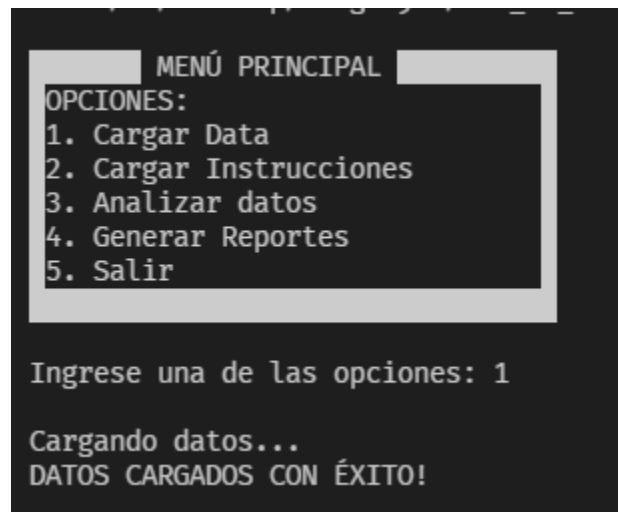 MENÚ PRINCIPAL
OPCIONES:
1. Cargar Data
2. Cargar Instrucciones
3. Analizar datos
4. Generar Reportes
5. Salir
Ingrese una de las opciones: 1
Cargando datos...
DATOS CARGADOS CON ÉXITO!